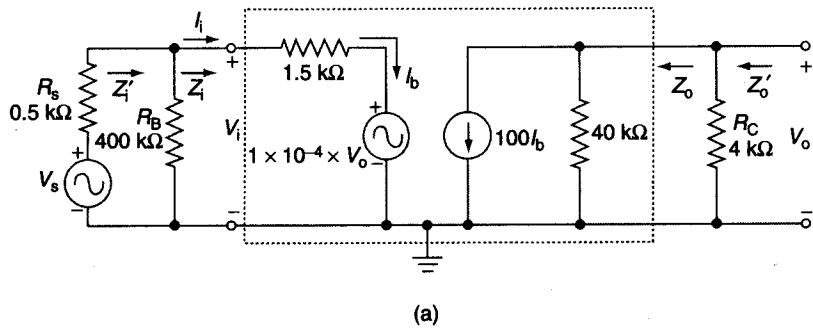 I_i
+
1.5 kΩ
I_b
R_s
0.5 kΩ
Z_i′
Z_i
R_B
400 kΩ
V_i
+
1 × 10⁻⁴ × V_o
−
100I_b
40 kΩ
Z_o
Z_o′
+
R_C
4 kΩ
V_o
+
V_s
−
−
−
(a)